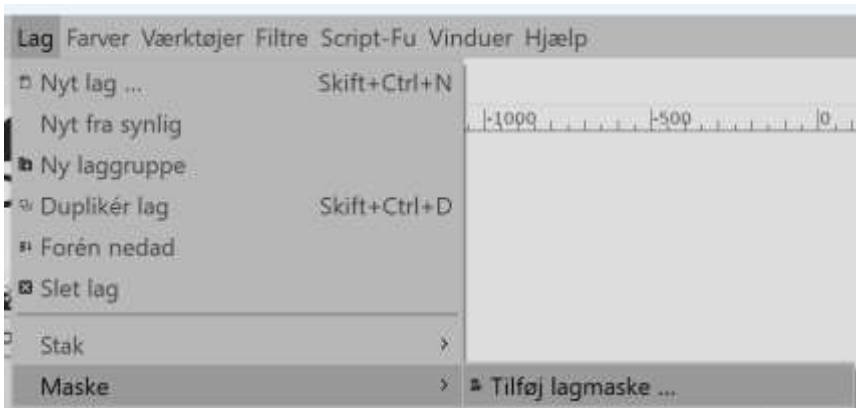 Lag Farver Værktøjer Filtre Script-Fu Vinduer Hjælp
Nyt lag ... Skift+Ctrl+N
Nyt fra synlig
-1000 -500 0
Ny laggruppe
Duplikér lag Skift+Ctrl+D
Forén nedad
Slet lag
Stak
Maske
Tilføj lagmaske ...